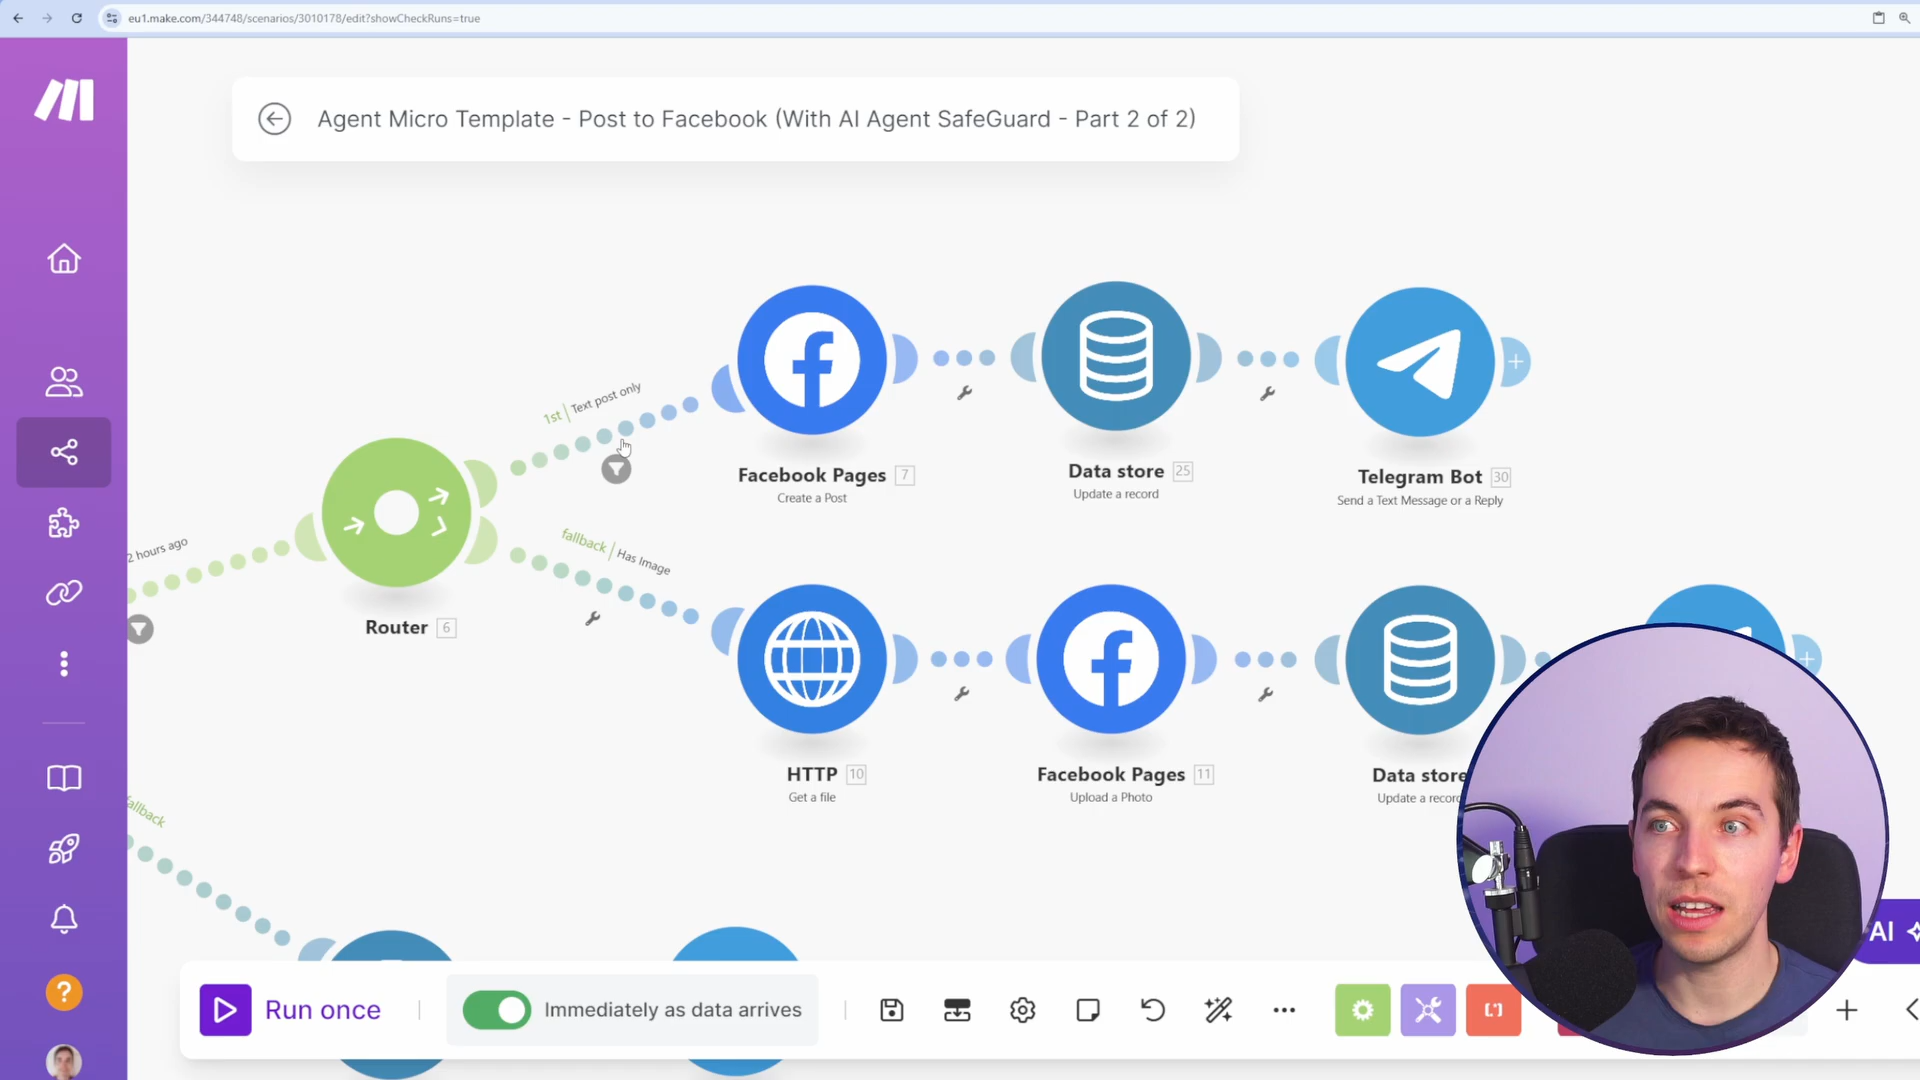 eu1.make.com/344748/scenarios/3010178/edit?showCheckRuns=true
Agent Micro Template - Post to Facebook (With AI Agent SafeGuard - Part 2 of 2)
1st | Text post only
Facebook Pages 7
Create a Post
Data store 25
Update a record
Telegram Bot 30
Send a Text Message or a Reply
2 hours ago
fallback | Has Image
Router 6
HTTP 10
Get a file
Facebook Pages 11
Upload a Photo
Data store
Update a recor
fallback
?
AI
Run once
Immediately as data arrives